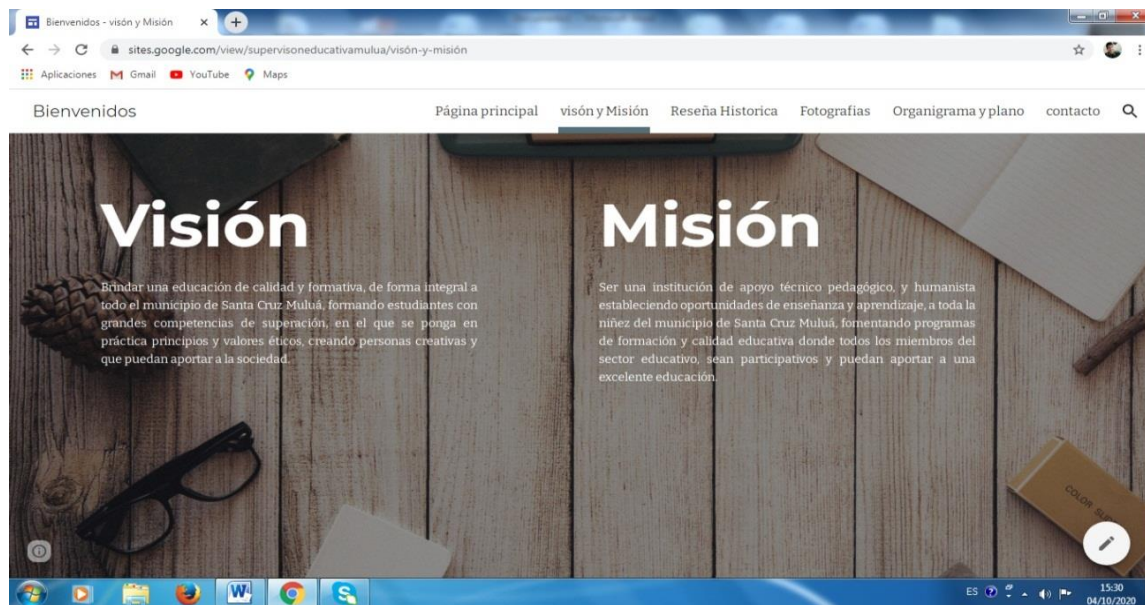 Bienvenidos - visón y Misión
sites.google.com/view/supervisoneducativamulua/visón-y-misión
Aplicaciones Gmail YouTube Maps
Bienvenidos Página principal visón y Misión Reseña Historica Fotografias Organigrama y plano contacto
Visión
Brindar una educación de calidad y formativa, de forma integral a
todo el municipio de Santa Cruz Muluá, formando estudiantes con
grandes competencias de superación, en el que se ponga en
práctica principios y valores éticos, creando personas creativas y
que puedan aportar a la sociedad.
Misión
Ser una institución de apoyo técnico pedagógico, y humanista
estableciendo oportunidades de enseñanza y aprendizaje, a toda la
niñez del municipio de Santa Cruz Muluá, fomentando programas
de formación y calidad educativa donde todos los miembros del
sector educativo, sean participativos y puedan aportar a una
excelente educación.
COLOR
ES 15:30
04/10/2020